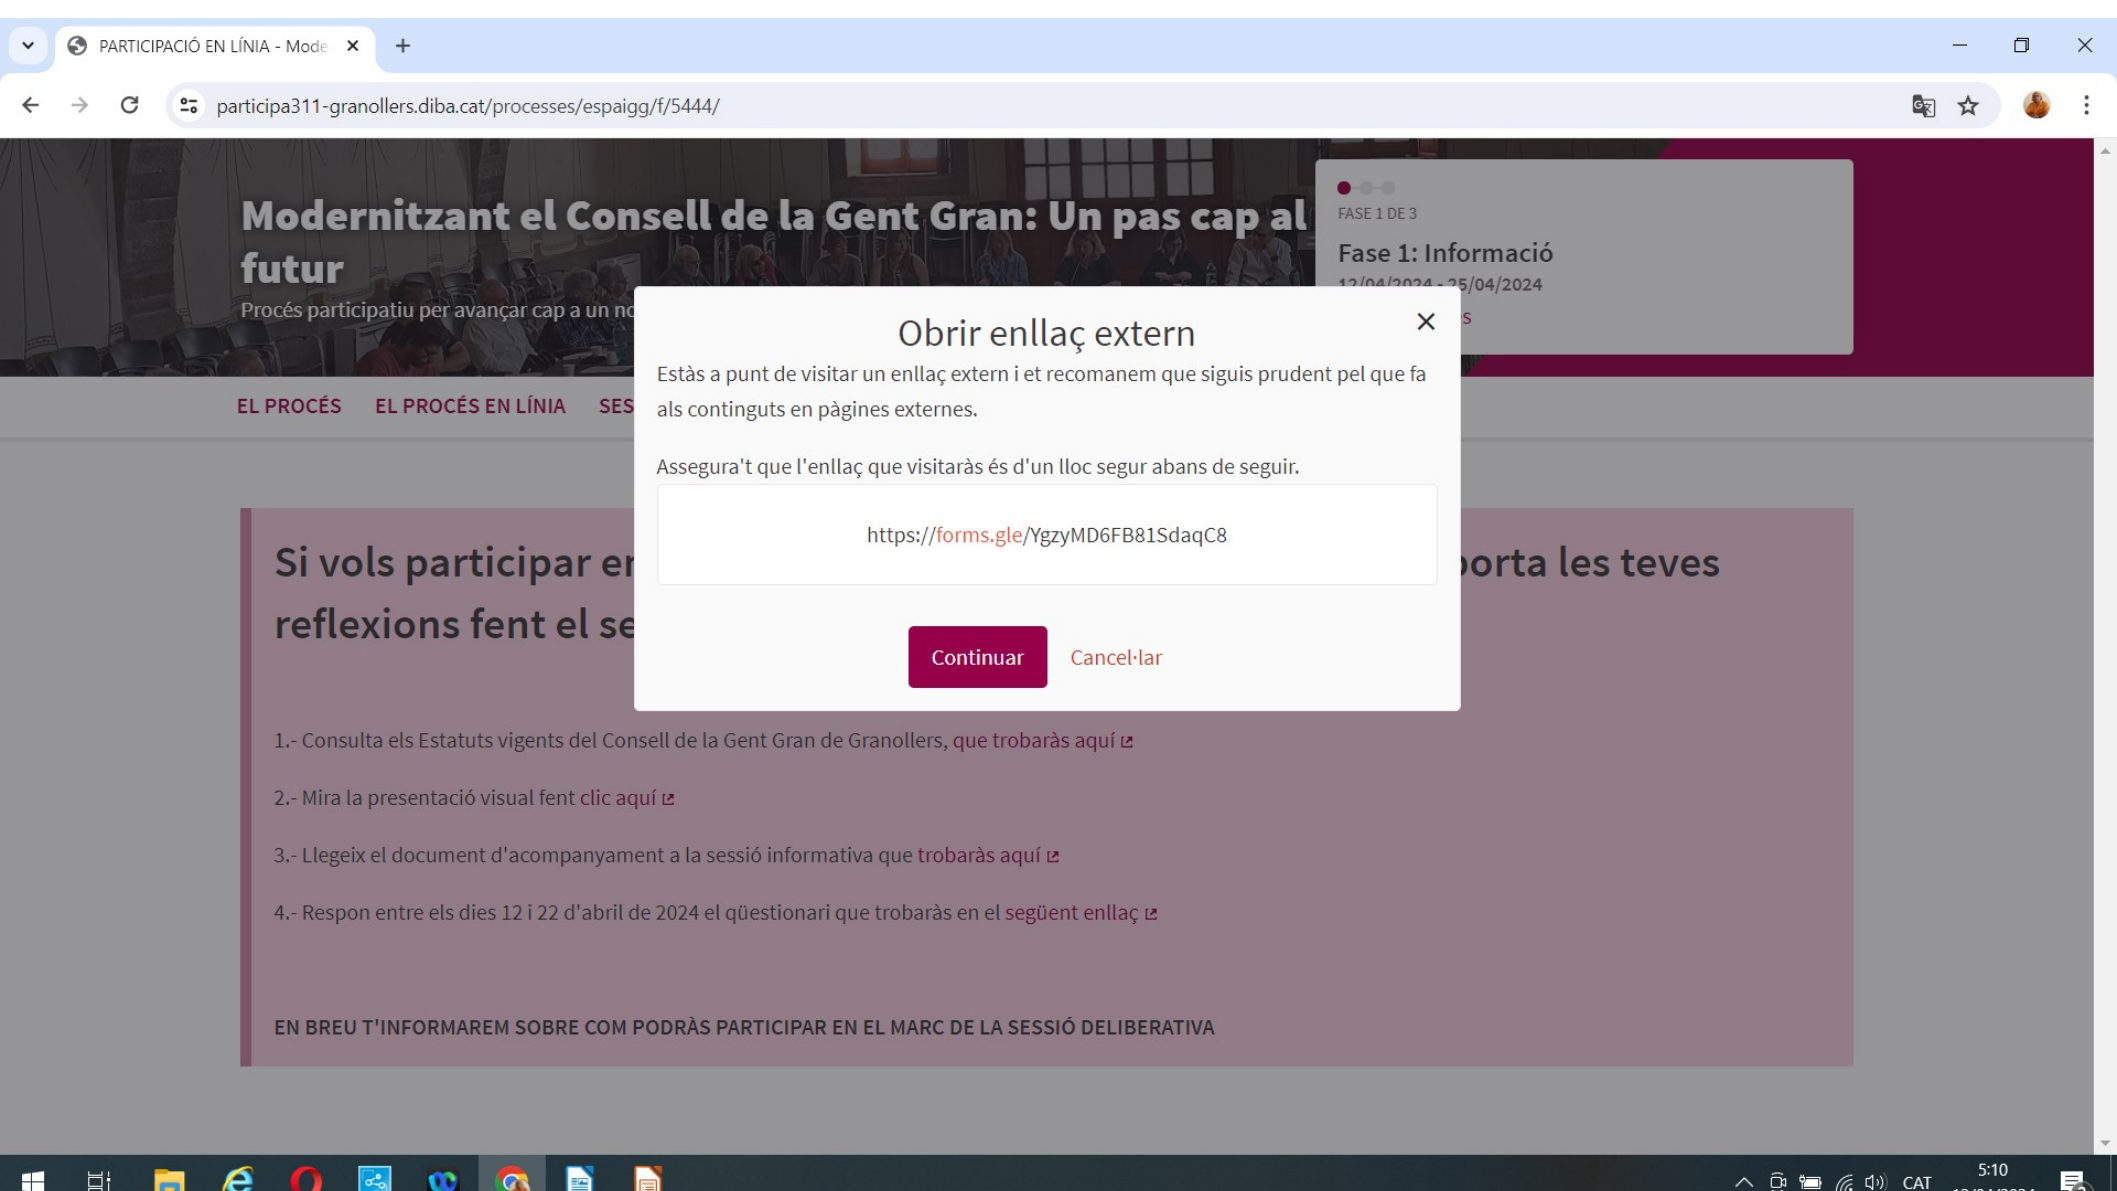 PARTICIPACIÓ EN LÍNIA - Mode
participa311-granollers.diba.cat/processes/espaigg/f/5444/
Modernitzant el Consell de la Gent Gran: Un pas cap al
futur
Procés participatiu per avançar cap a un
FASE 1 DE 3
Fase 1: Informació
12/04/2024 - 25/04/2024
EL PROCÉS EL PROCÉS EN LÍNIA SES
Obrir enllaç extern
Estàs a punt de visitar un enllaç extern i et recomanem que siguis prudent pel que fa
als continguts en pàgines externes.
Assegura't que l'enllaç que visitaràs és d'un lloc segur abans de seguir.
https://forms.gle/YgzyMD6FB81SdaqC8
Continuar Cancel·lar
Si vols participar porta les teves
reflexions fent el se
1.- Consulta els Estatuts vigents del Consell de la Gent Gran de Granollers, que trobaràs aquí
2.- Mira la presentació visual fent clic aquí
3.- Llegeix el document d'acompanyament a la sessió informativa que trobaràs aquí
4.- Respon entre els dies 12 i 22 d'abril de 2024 el qüestionari que trobaràs en el següent enllaç
EN BREU T'INFORMAREM SOBRE COM PODRÀS PARTICIPAR EN EL MARC DE LA SESSIÓ DELIBERATIVA
CAT
5:10